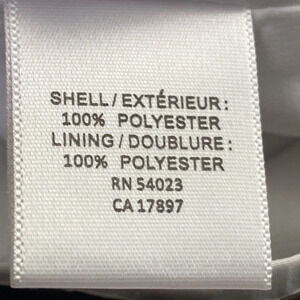 SHELL/EXTÉRIEUR:
100% POLYESTER
LINING/DOUBLURE:
100% POLYESTER
RN 54023
CA 17897